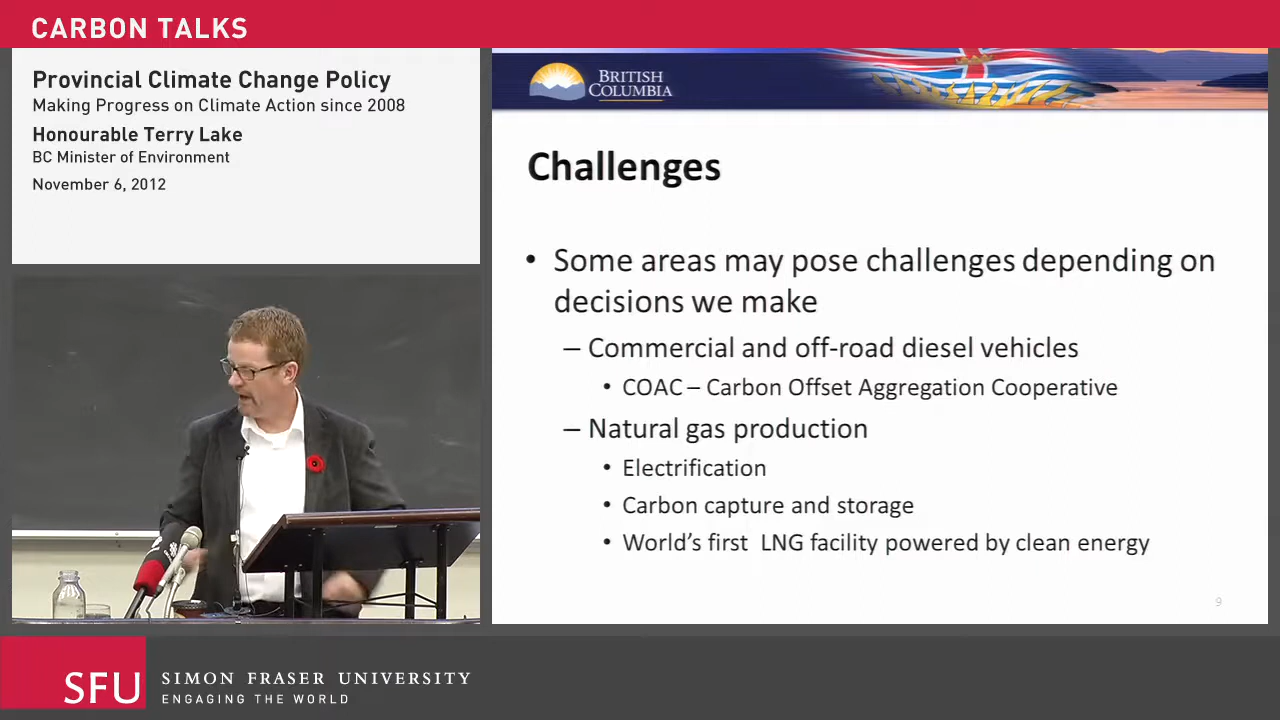 CARBON TALKS
Provincial Climate Change Policy
Making Progress on Climate Action since 2008
Honourable Terry Lake
BC Minister of Environment
November 6, 2012
BRITISH
COLUMBIA
Challenges
• Some areas may pose challenges depending on
decisions we make
– Commercial and off-road diesel vehicles
• COAC – Carbon Offset Aggregation Cooperative
– Natural gas production
• Electrification
• Carbon capture and storage
• World's first LNG facility powered by clean energy
9
SFU
SIMON FRASER UNIVERSITY
ENGAGING THE WORLD